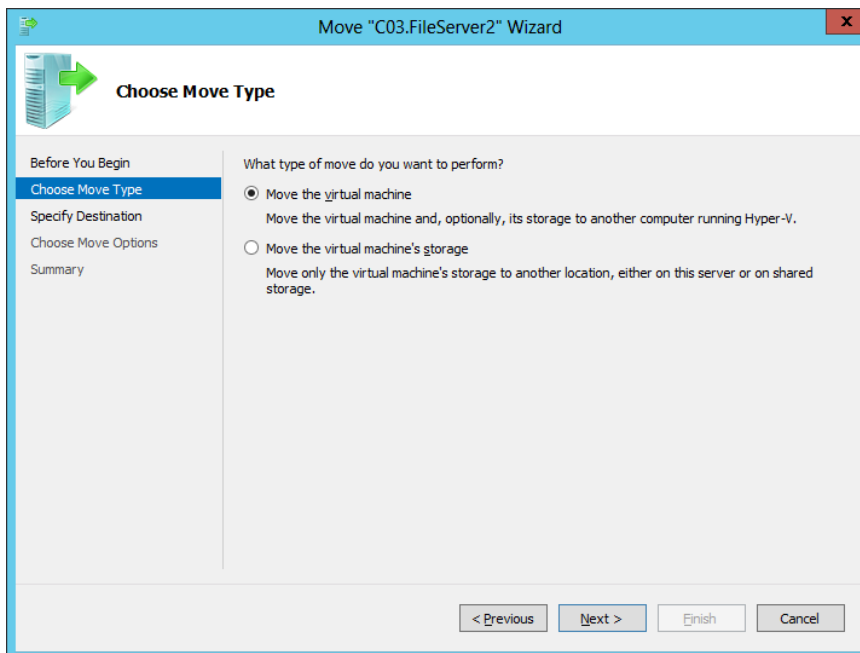 Move "C03.FileServer2" Wizard
x
Choose Move Type
Before You Begin
Choose Move Type
Specify Destination
Choose Move Options
Summary
What type of move do you want to perform?
Move the virtual machine
Move the virtual machine and, optionally, its storage to another computer running Hyper-V.
Move the virtual machine's storage
Move only the virtual machine's storage to another location, either on this server or on shared
storage.
< Previous
Next >
Finish
Cancel